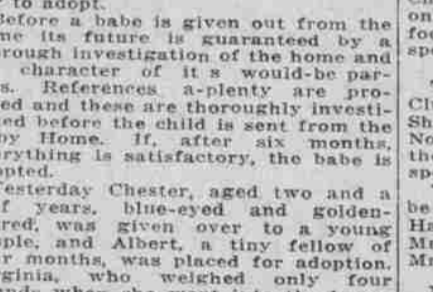 to adopt.
Before a babe is given out from the
me its future is guaranteed by a
rough investigation of the home and
character of it s would-be par-
s. References a-plenty are pro-
ed and these are thoroughly investi-
ed before the child is sent from the
by Home. If, after six months,
rything is satisfactory, the babe is
pted.
esterday Chester, aged two and a
f years, blue-eyed and golden-
red, was given over to a young
ple, and Albert, a tiny fellow of
r months, was placed for adoption.
ginia, who weighed only four
on
fo
sp
Cl
Sh
No
the
sp
be
Ha
Mr
Mr